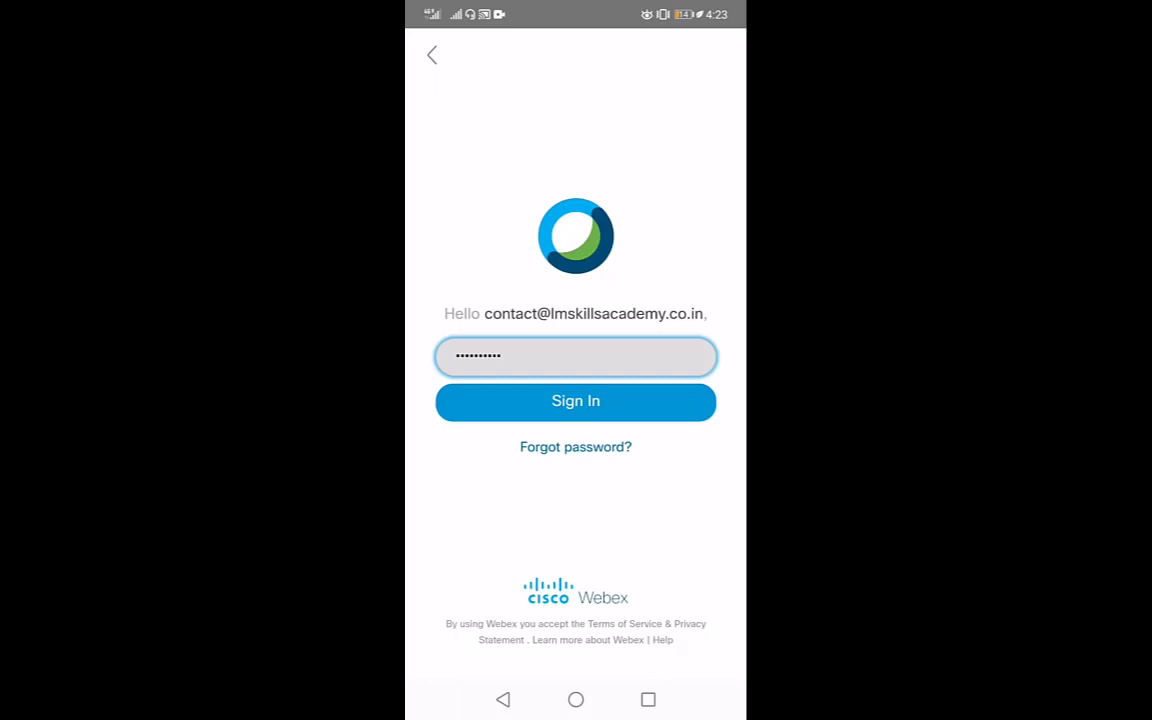 14 4:23
Hello contact@lmskillsacademy.co.in,
••••••••••
Sign In
Forgot password?
CISCO Webex
By using Webex you accept the Terms of Service & Privacy
Statement . Learn more about Webex | Help